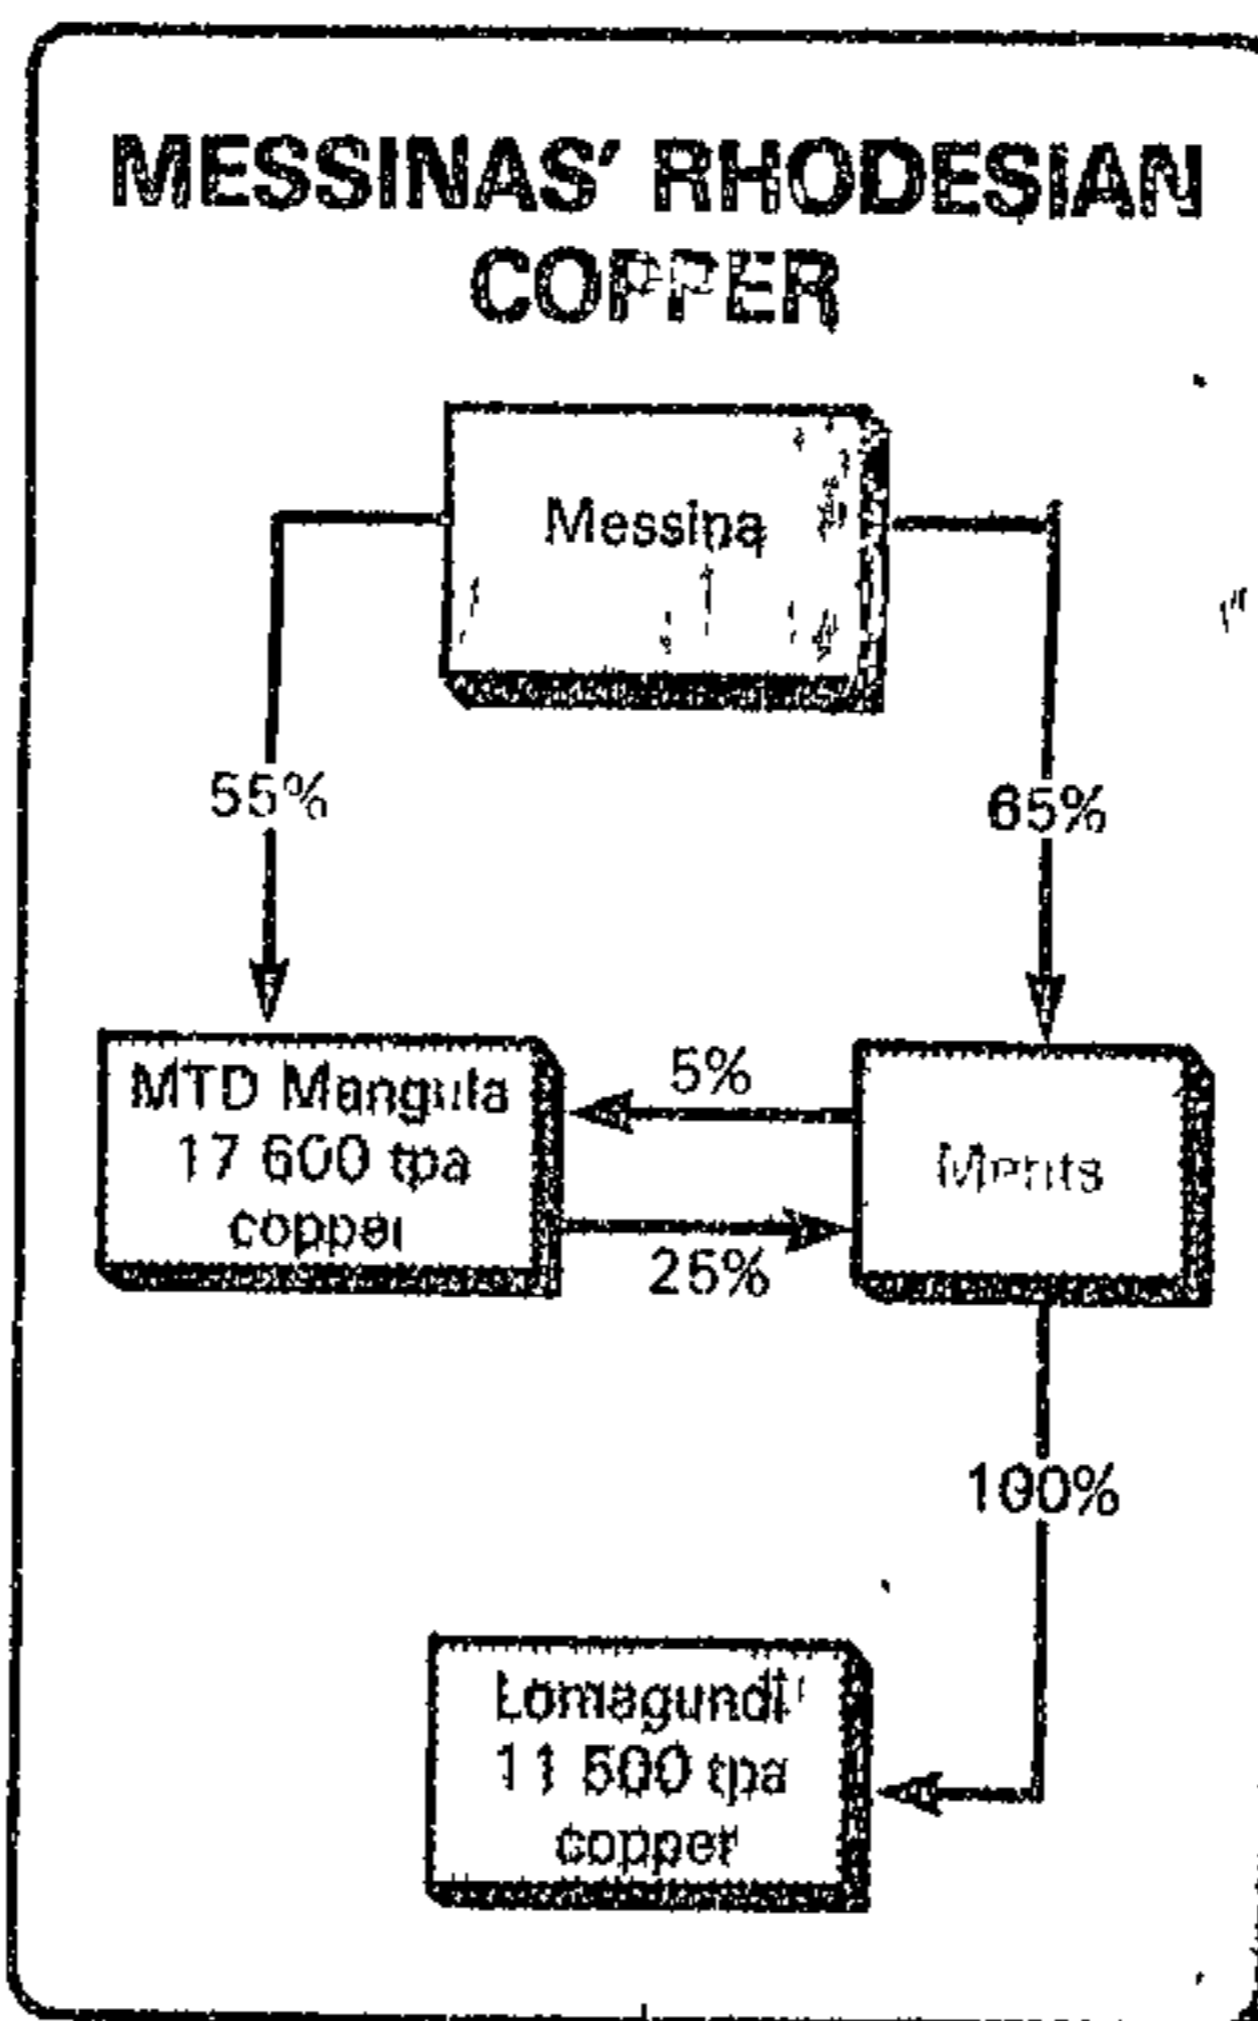 MESSINAS' RHODESIAN
COPPER
Messina
55%
65%
MTD Mangula
17 600 tpa
copper
5%
25%
Merits
100%
Lomagundi
11 500 tpa
copper